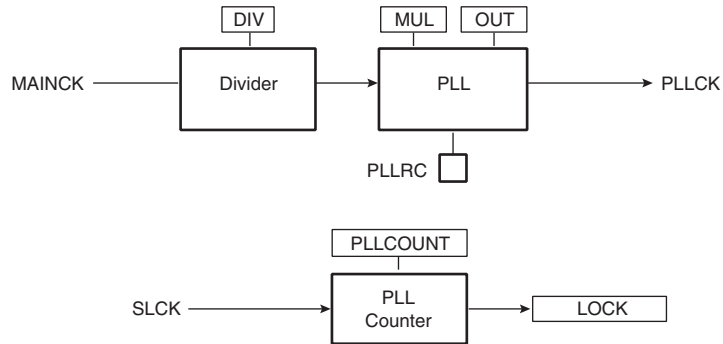 DIV
MUL
OUT
MAINCK
Divider
PLL
PLLCK
PLLRC
PLLCOUNT
SLCK
PLL
Counter
LOCK